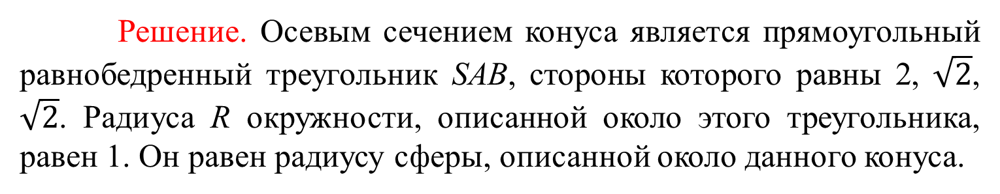 Решение. Осевым сечением конуса является прямоугольный
равнобедренный треугольник SAB, стороны которого равны 2, √2,
√2. Радиуса R окружности, описанной около этого треугольника,
равен 1. Он равен радиусу сферы, описанной около данного конуса.